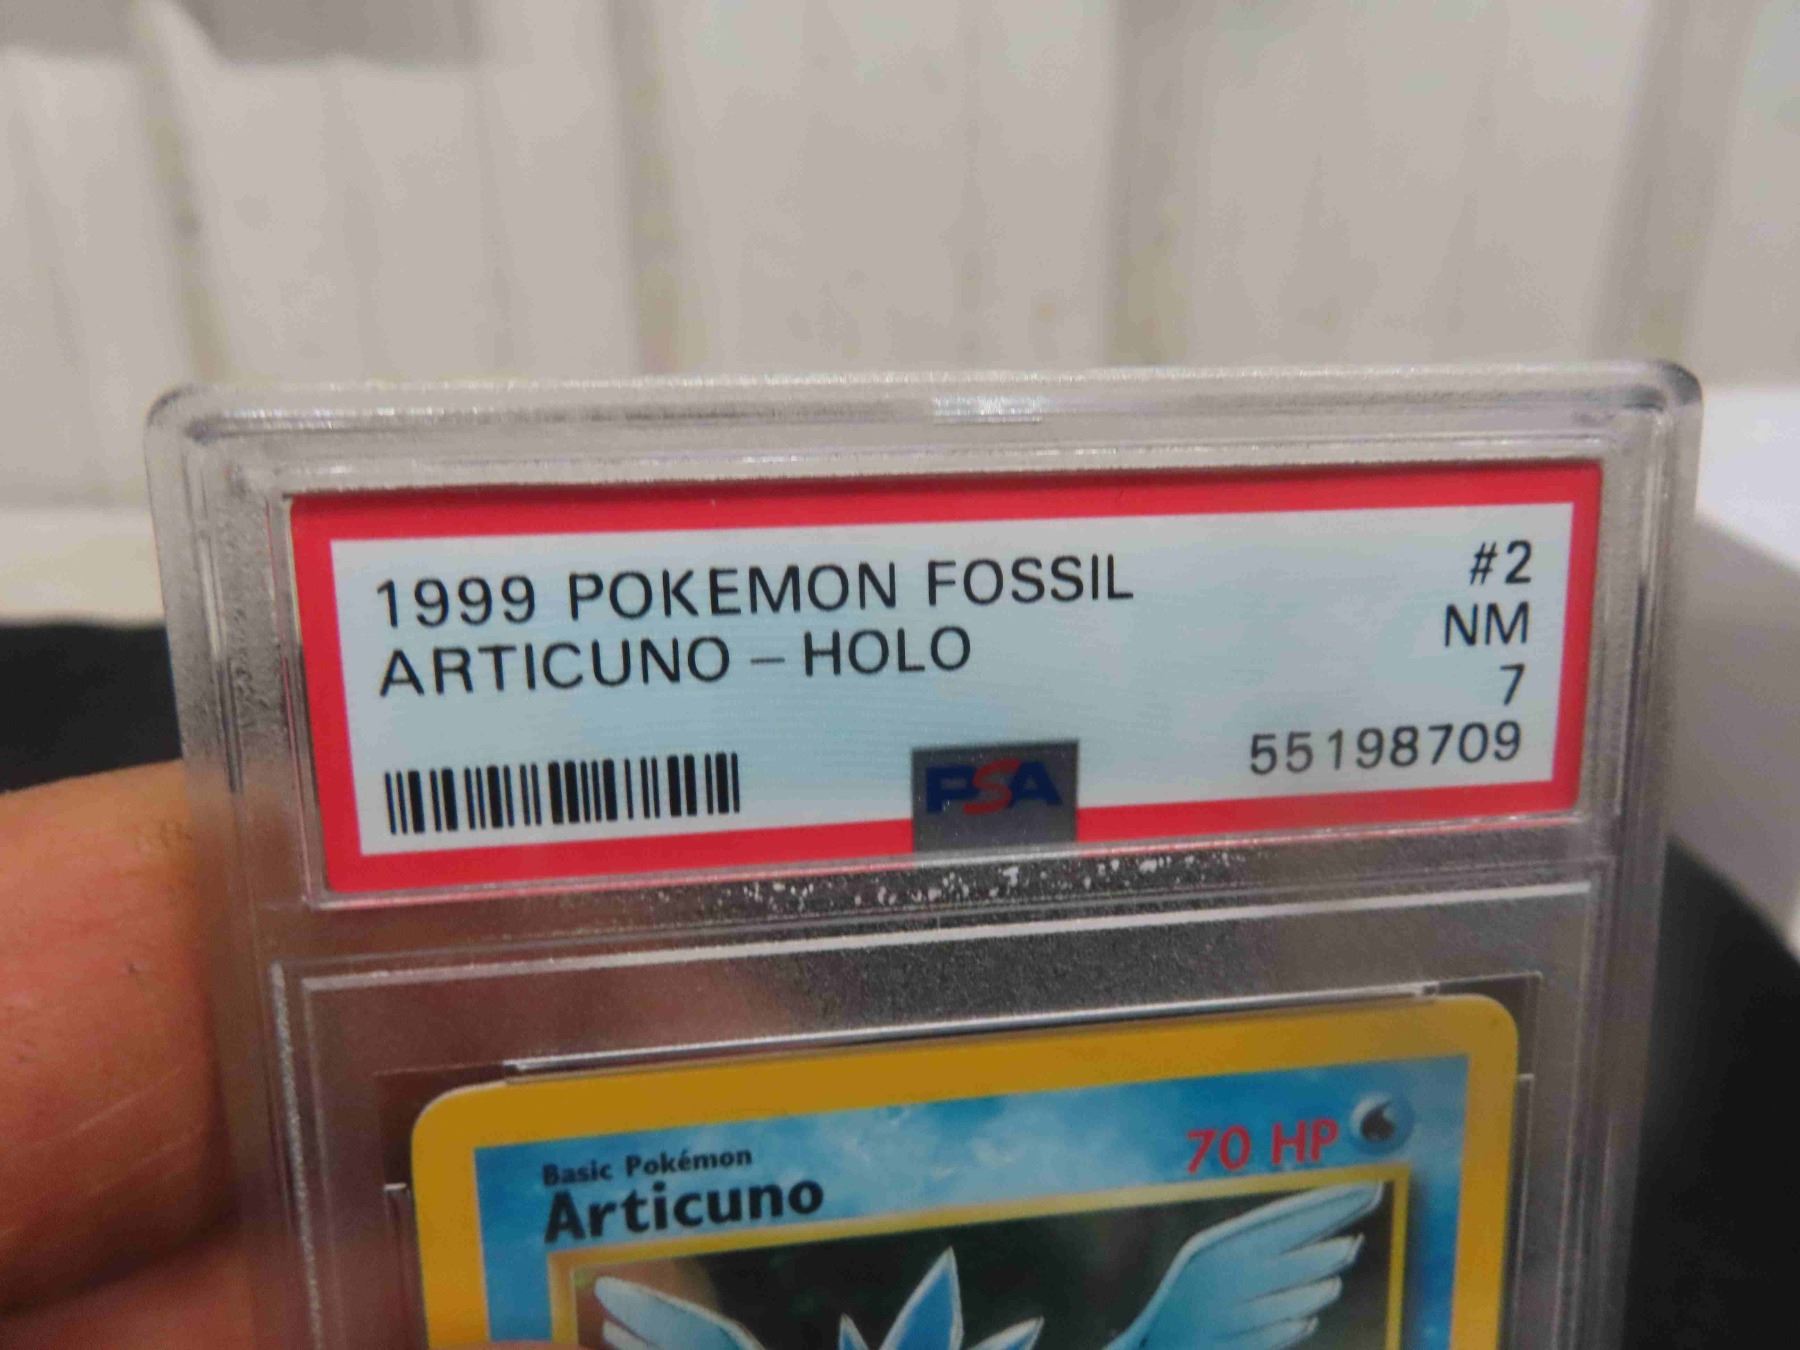 1999 POKEMON FOSSIL #2
ARTICUNO – HOLO NM
7
PSA 55198709
Basic Pokémon
Articuno 70 HP